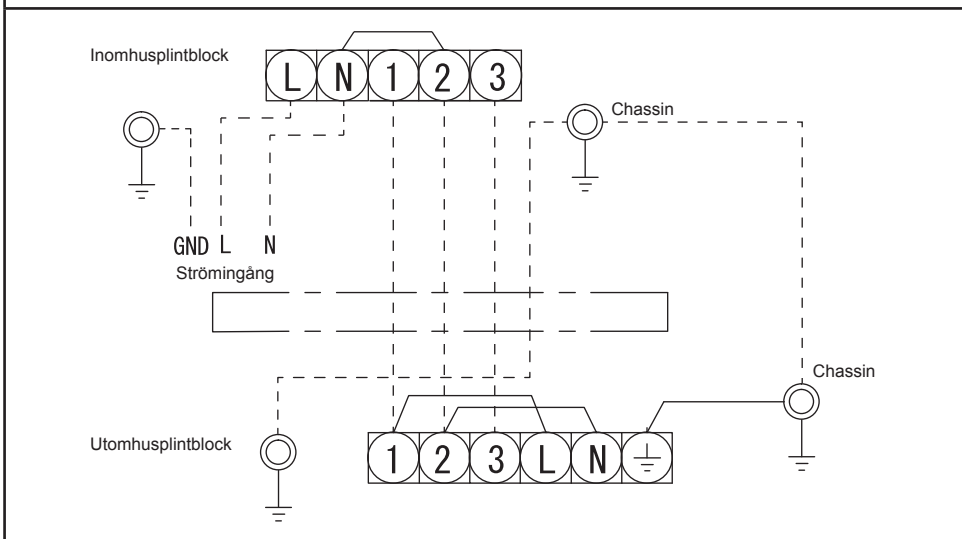 Inomhusplintblock
L N 1 2 3
Chassin
GND L N
Strömingång
Chassin
Utomhusplintblock
1 2 3 L N